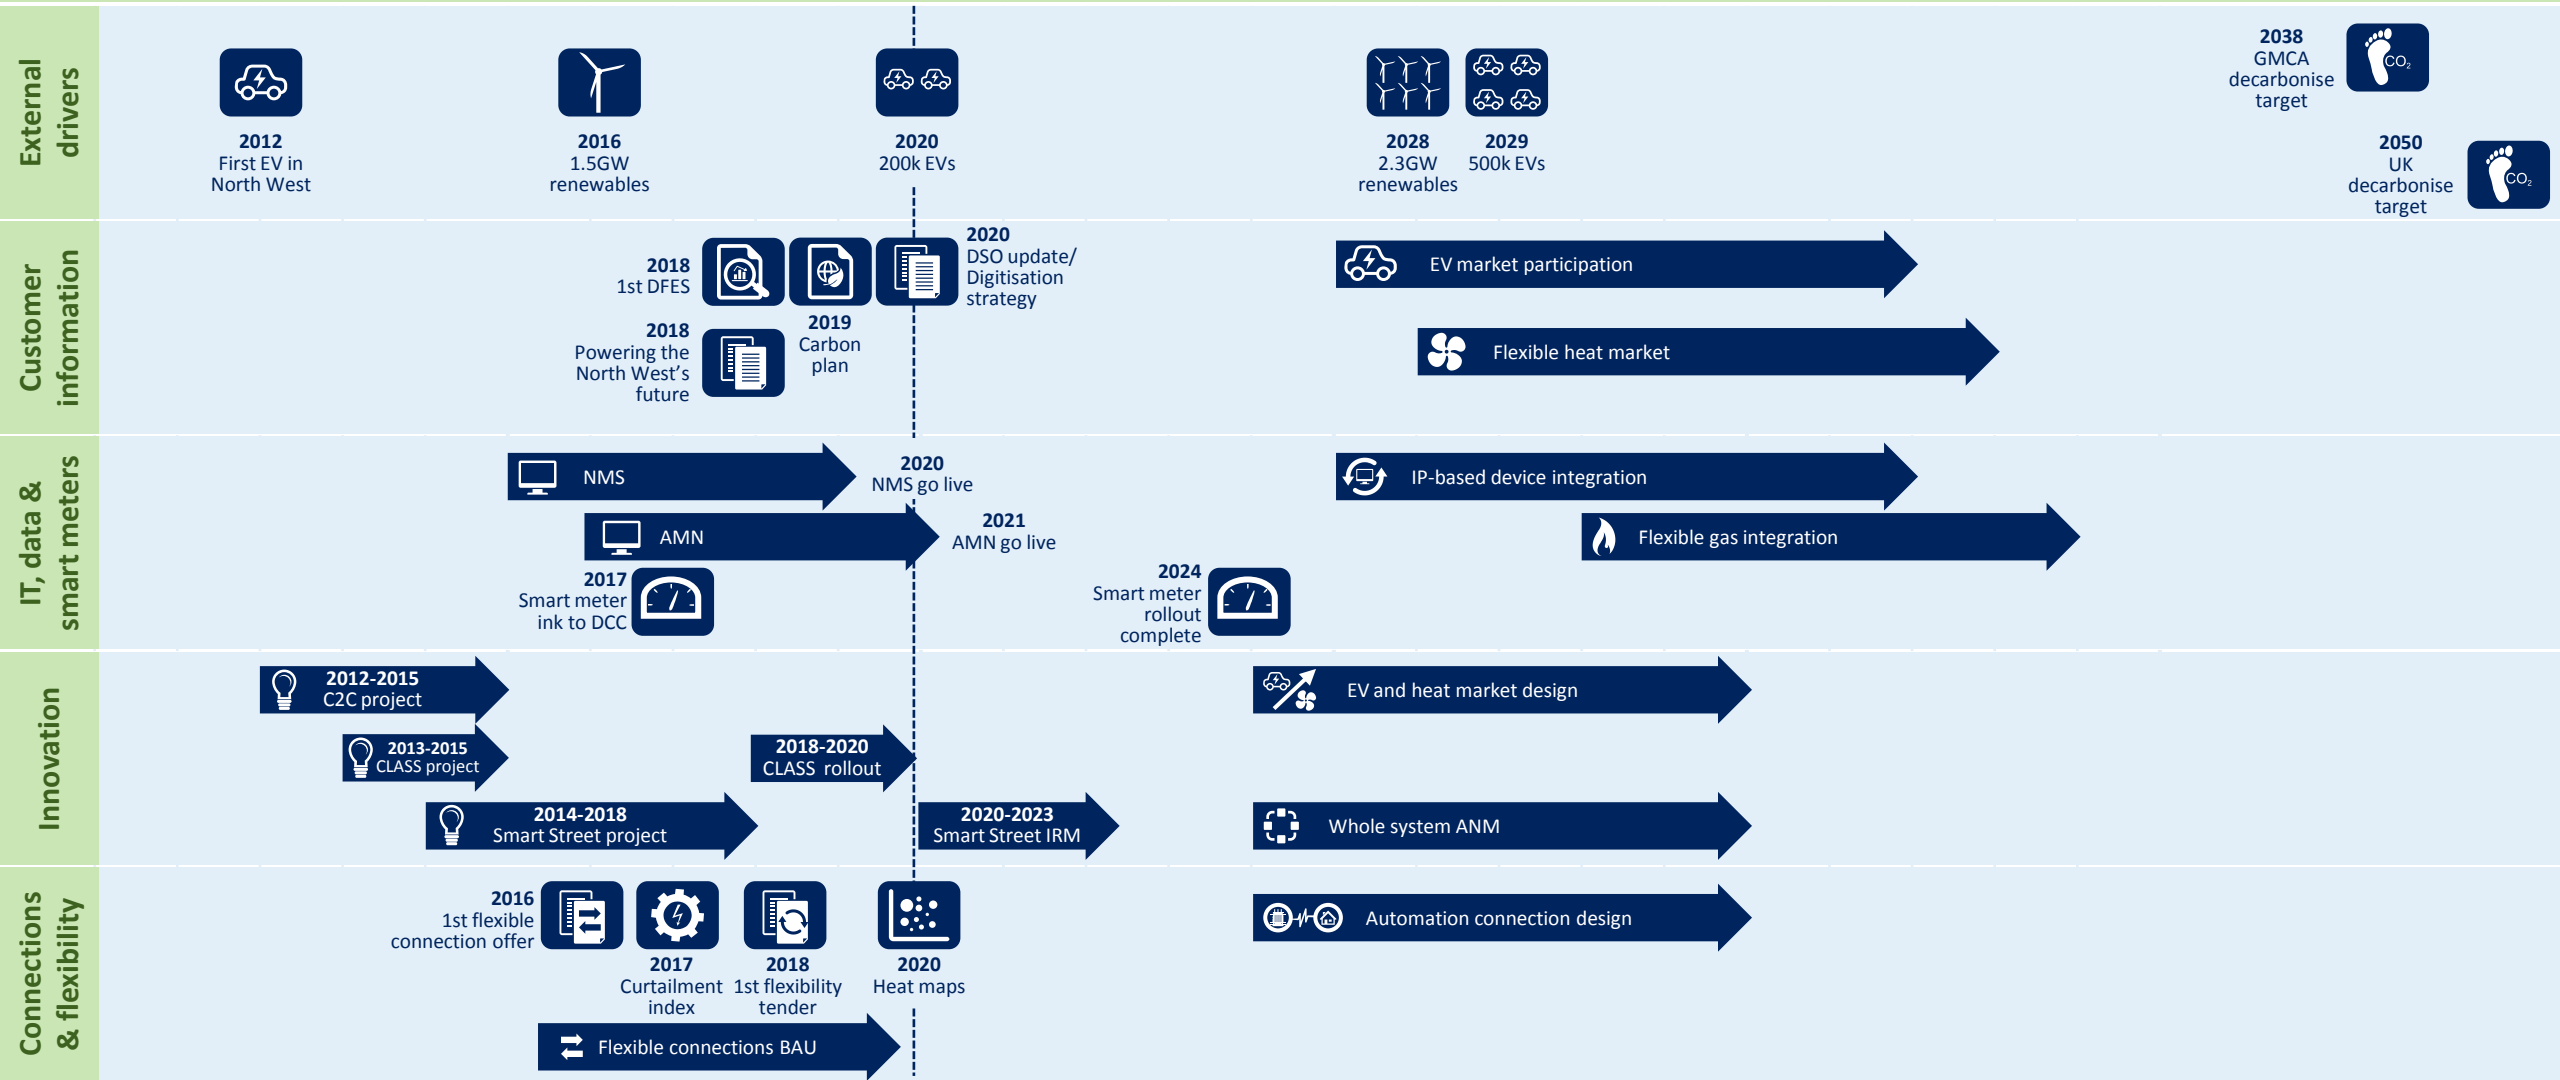 External
drivers
2012
First EV in
North West
2016
1.5GW
renewables
2020
200k EVs
2028
2.3GW
renewables
2029
500k EVs
2038
GMCA
decarbonise
target
CO₂
2050
UK
decarbonise
target
CO₂
Customer
information
2018
1st DFES
2018
Powering the
North West's
future
2019
Carbon
plan
2020
DSO update/
Digitisation
strategy
EV market participation
Flexible heat market
IT, data &
smart meters
NMS
2020
NMS go live
AMN
2021
AMN go live
2017
Smart meter
ink to DCC
2024
Smart meter
rollout
complete
IP-based device integration
Flexible gas integration
Innovation
2012-2015
C2C project
2013-2015
CLASS project
2018-2020
CLASS rollout
2014-2018
Smart Street project
2020-2023
Smart Street IRM
EV and heat market design
Whole system ANM
Connections
& flexibility
2016
1st flexible
connection offer
2017
Curtailment
index
2018
1st flexibility
tender
2020
Heat maps
Automation connection design
Flexible connections BAU